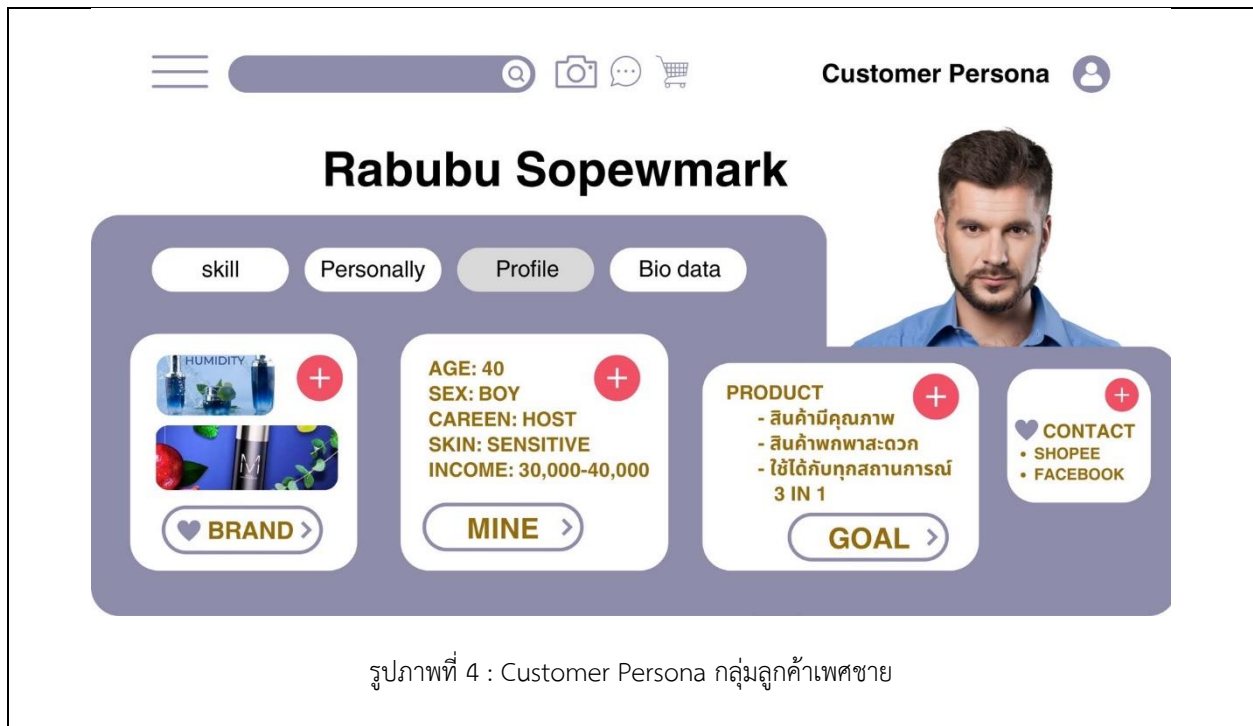 Customer Persona
Rabubu Sopewmark
skill
Personally
Profile
Bio data
HUMIDITY
M
BRAND
AGE: 40
SEX: BOY
CAREEN: HOST
SKIN: SENSITIVE
INCOME: 30,000-40,000
MINE
PRODUCT
- สินค้ามีคุณภาพ
- สินค้าพกพาสะดวก
- ใช้ได้กับทุกสถานการณ์
3 IN 1
GOAL
CONTACT
• SHOPEE
• FACEBOOK
รูปภาพที่ 4 : Customer Persona กลุ่มลูกค้าเพศชาย